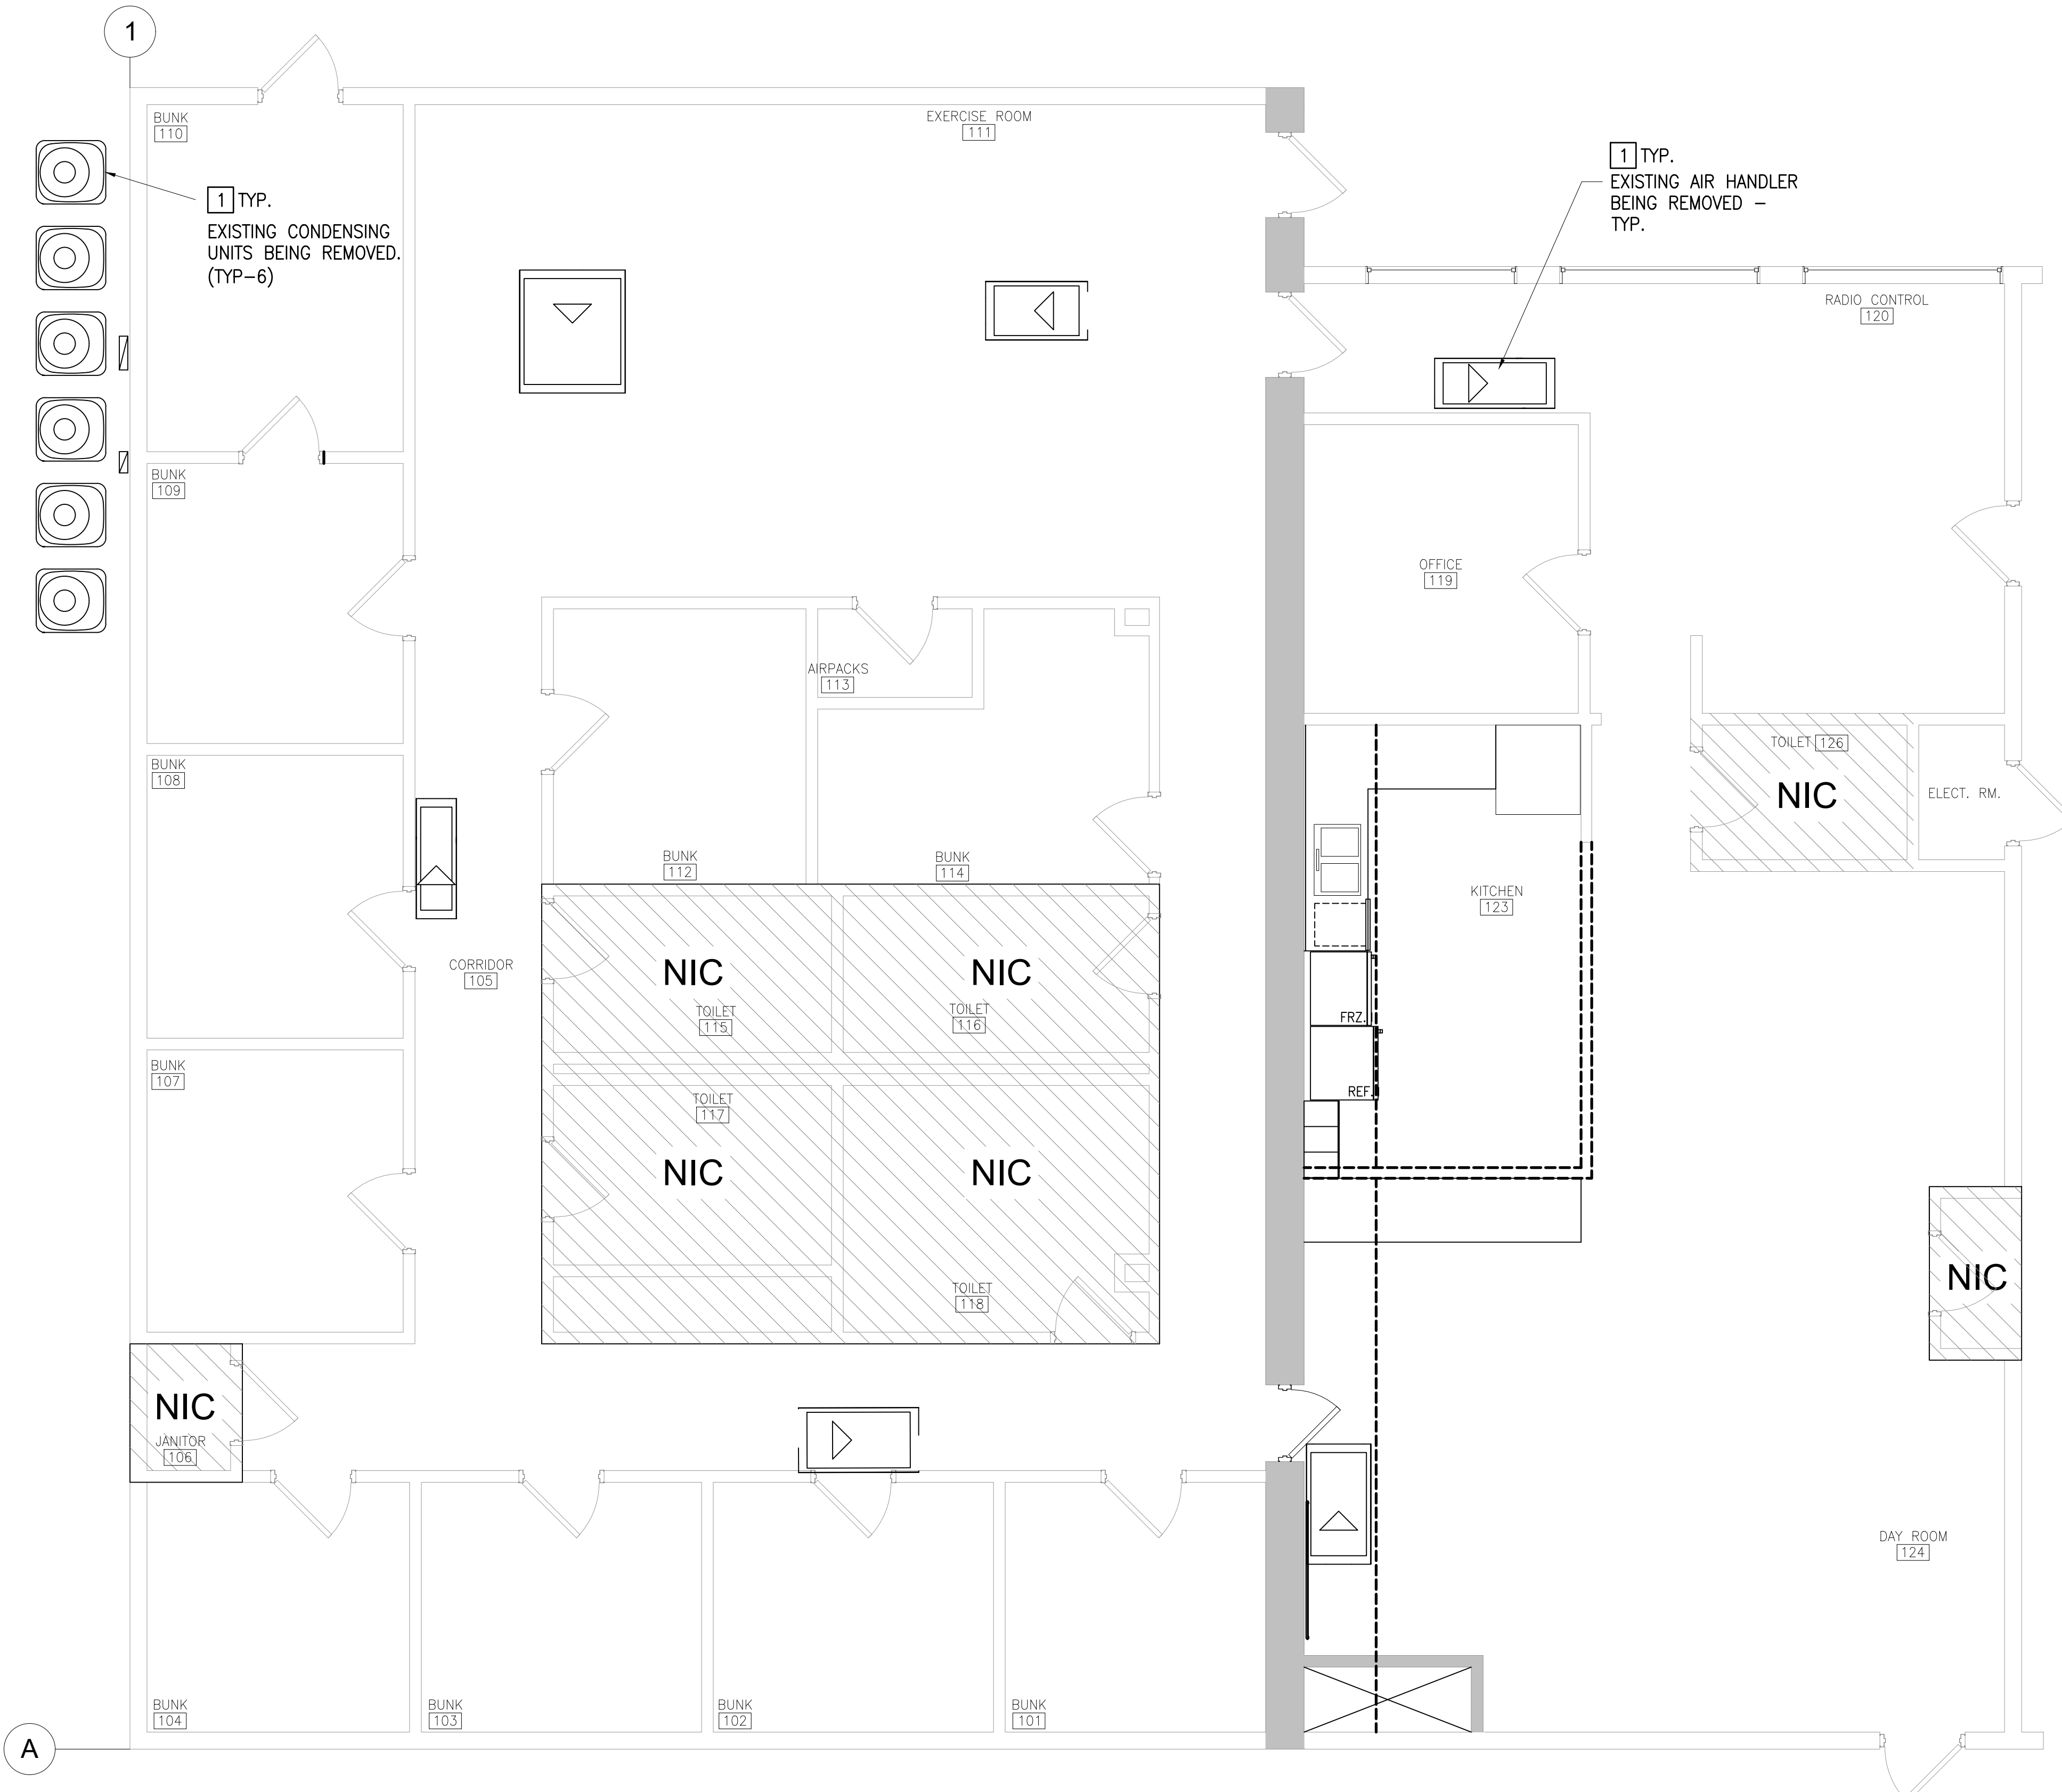 1
BUNK
110
EXERCISE ROOM
111
1 TYP.
EXISTING AIR HANDLER
BEING REMOVED –
TYP.
1 TYP.
EXISTING CONDENSING
UNITS BEING REMOVED.
(TYP–6)
RADIO CONTROL
120
BUNK
109
OFFICE
119
AIRPACKS
113
BUNK
108
TOILET 126
NIC
ELECT. RM.
BUNK
112
BUNK
114
KITCHEN
123
CORRIDOR
105
NIC
TOILET
115
NIC
TOILET
116
FRZ.
REF.
BUNK
107
TOILET
117
NIC
NIC
TOILET
118
NIC
NIC
JANITOR
106
DAY ROOM
124
BUNK
104
BUNK
103
BUNK
102
BUNK
101
A